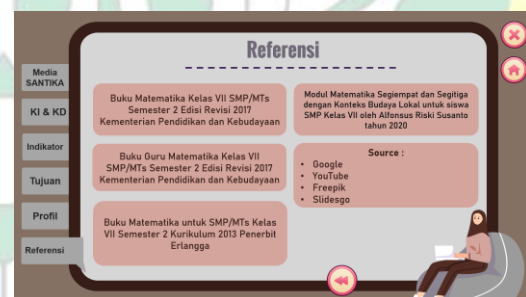 Referensi
Media
SANTIKA
KI & KD
Indikator
Tujuan
Profil
Referensi
Buku Matematika Kelas VII SMP/MTs
Semester 2 Edisi Revisi 2017
Kementerian Pendidikan dan Kebudayaan
Buku Guru Matematika Kelas VII
SMP/MTs Semester 2 Edisi Revisi 2017
Kementerian Pendidikan dan Kebudayaan
Buku Matematika untuk SMP/MTs Kelas
VII Semester 2 Kurikulum 2013 Penerbit
Erlangga
Modul Matematika Segiempat dan Segitiga
dengan Konteks Budaya Lokal untuk siswa
SMP Kelas VII oleh Alfonsus Riski Susanto
tahun 2020
Source :
• Google
• YouTube
• Freepik
• Slidesgo